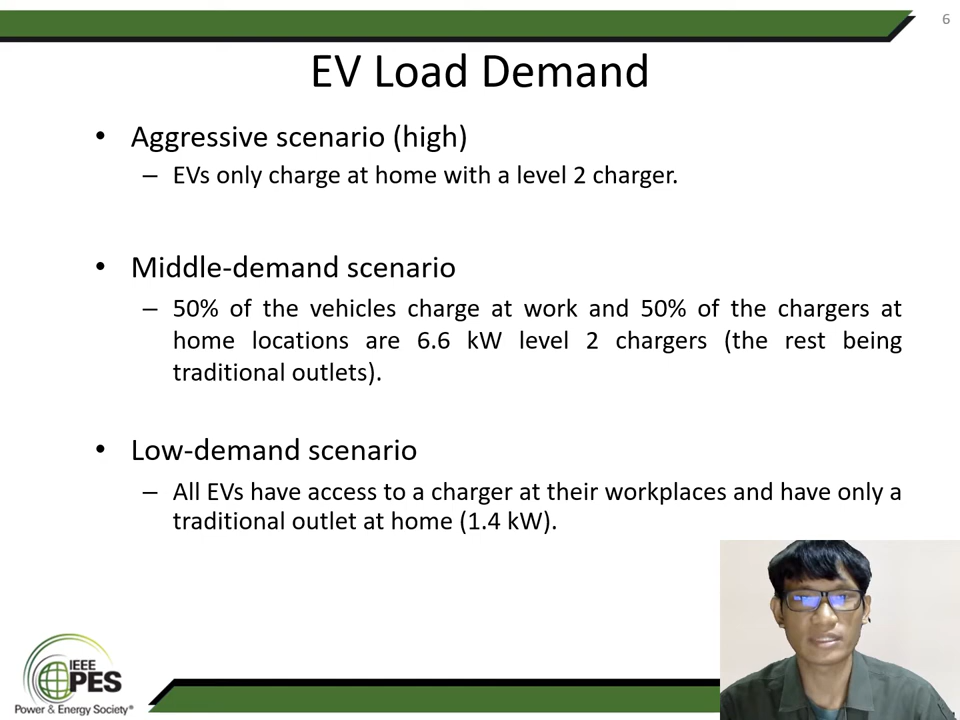 6
EV Load Demand
• Aggressive scenario (high)
– EVs only charge at home with a level 2 charger.
• Middle-demand scenario
– 50% of the vehicles charge at work and 50% of the chargers at
home locations are 6.6 kW level 2 chargers (the rest being
traditional outlets).
• Low-demand scenario
– All EVs have access to a charger at their workplaces and have only a
traditional outlet at home (1.4 kW).
IEEE
PES
Power & Energy Society®